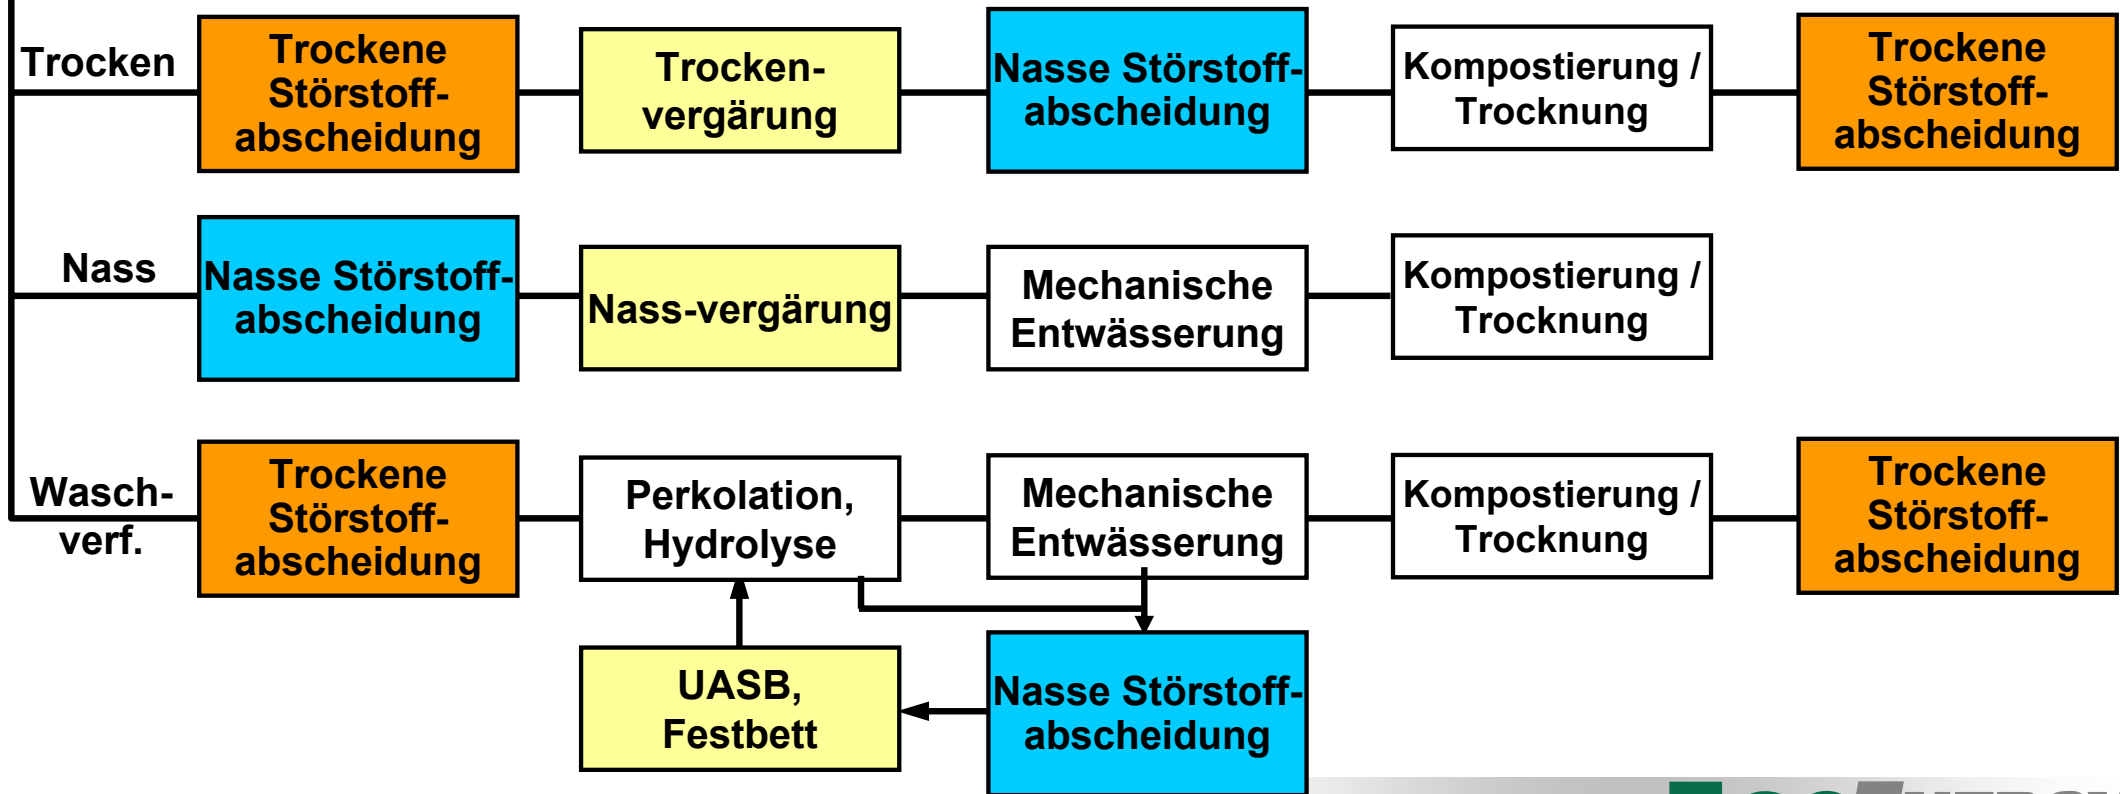 Trocken
Trockene
Störstoff-
abscheidung
Trocken-
vergärung
Nasse Störstoff-
abscheidung
Kompostierung /
Trocknung
Trockene
Störstoff-
abscheidung
Nass
Nasse Störstoff-
abscheidung
Nass-vergärung
Mechanische
Entwässerung
Kompostierung /
Trocknung
Wasch-
verf.
Trockene
Störstoff-
abscheidung
Perkolation,
Hydrolyse
Mechanische
Entwässerung
Kompostierung /
Trocknung
Trockene
Störstoff-
abscheidung
UASB,
Festbett
Nasse Störstoff-
abscheidung